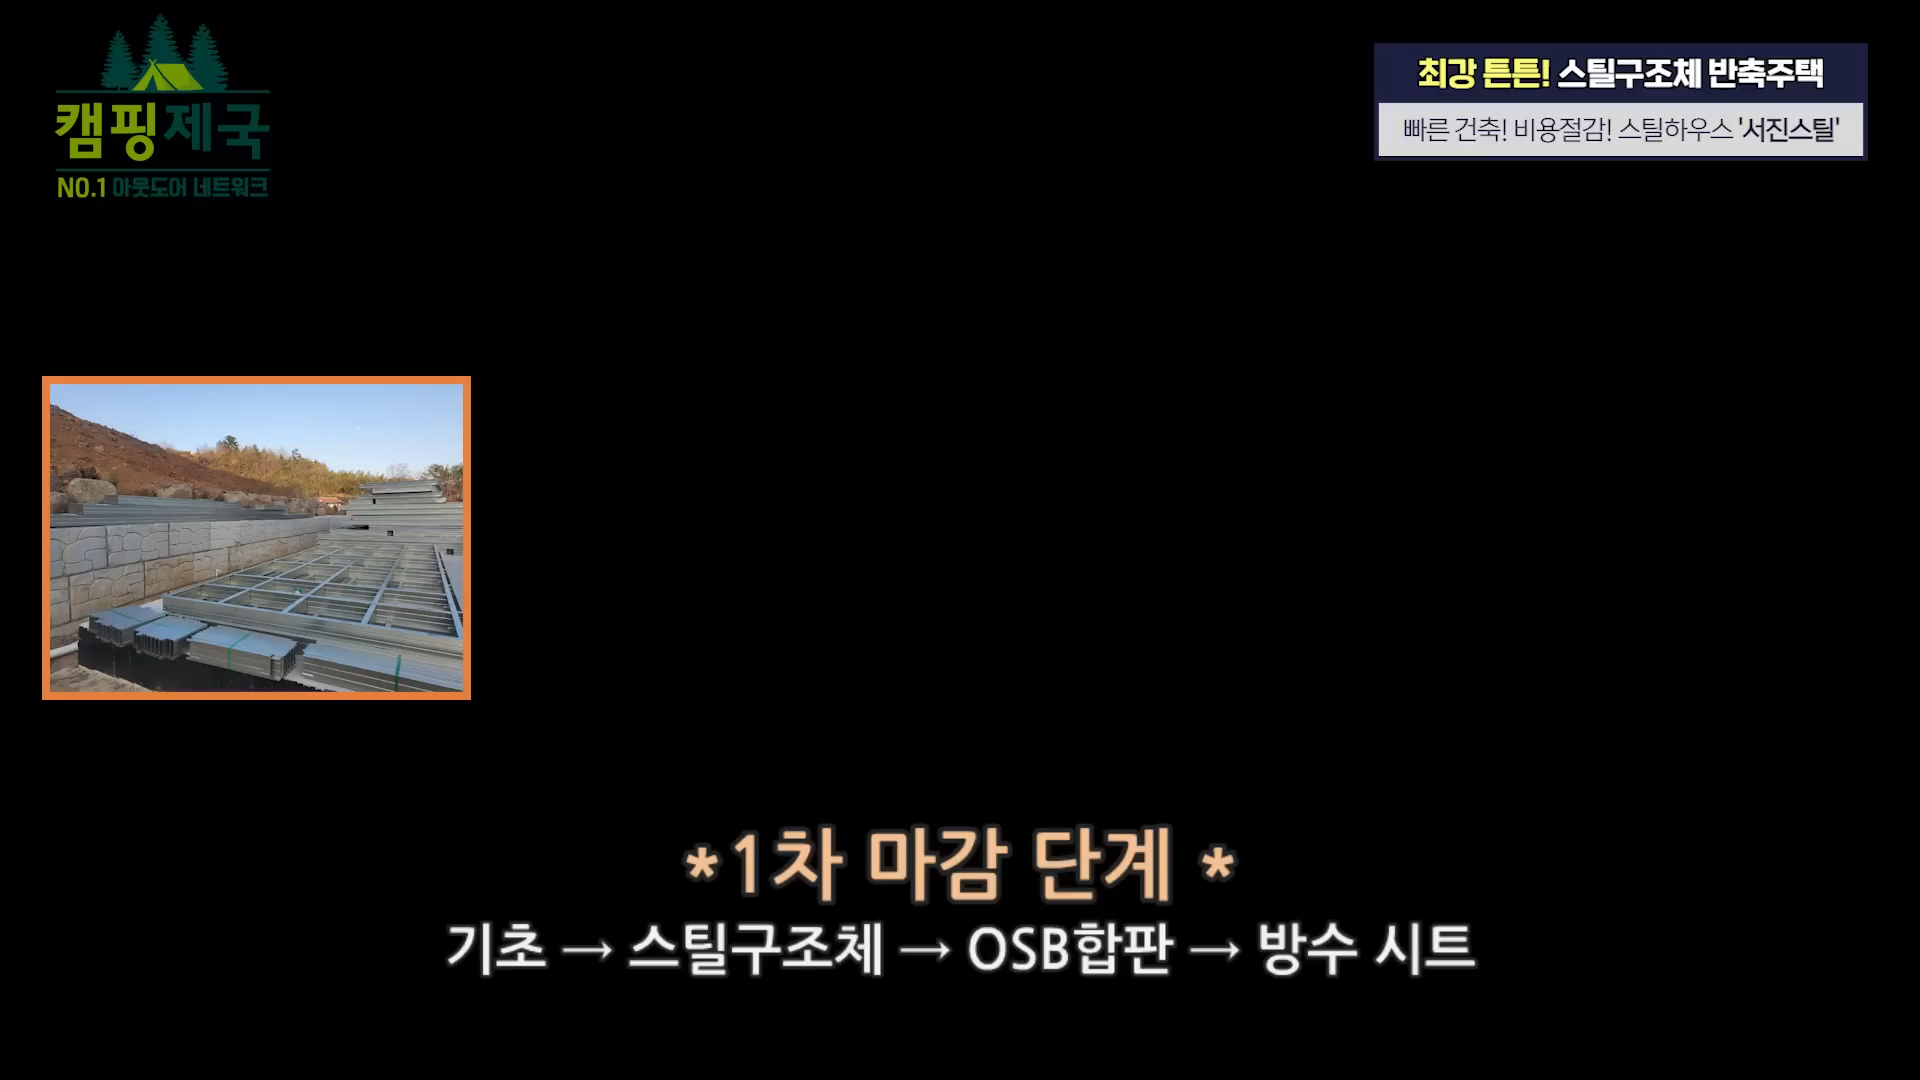 캠핑제국
NO.1 아웃도어 네트워크
최강 튼튼! 스틸구조체 반축주택
빠른 건축! 비용절감! 스틸하우스 '서진스틸'
*1차 마감 단계 *
기초 → 스틸구조체 → OSB합판 → 방수 시트